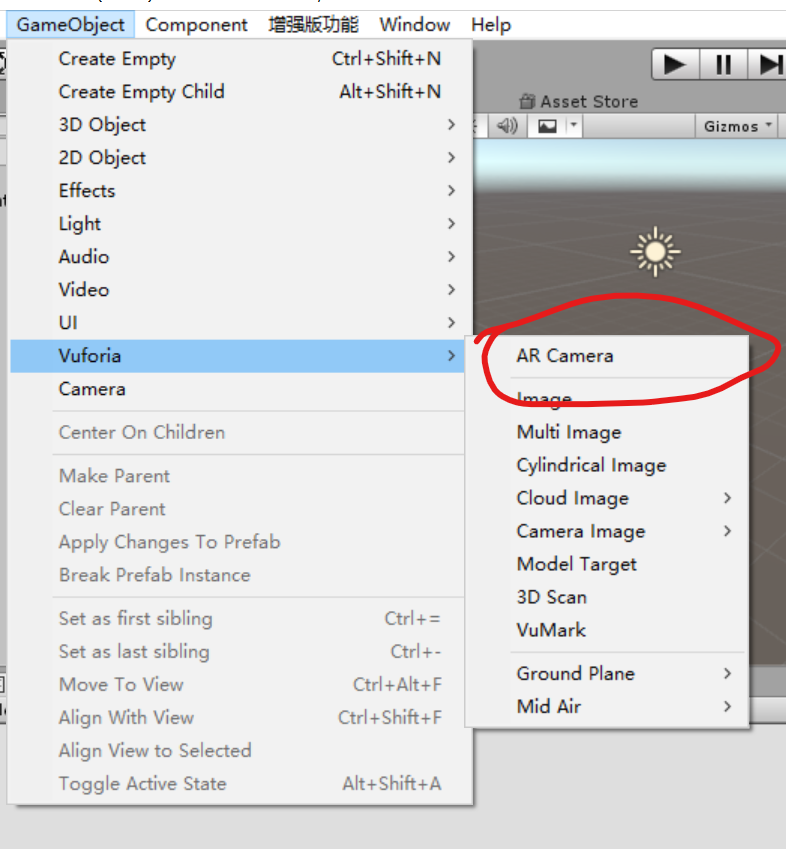 GameObject Component 增强版功能 Window Help
Create Empty Ctrl+Shift+N
Create Empty Child Alt+Shift+N
3D Object
2D Object
Effects
Light
Audio
Video
UI
Vuforia
Camera
Center On Children
Make Parent
Clear Parent
Apply Changes To Prefab
Break Prefab Instance
Set as first sibling Ctrl+=
Set as last sibling Ctrl+-
Move To View Ctrl+Alt+F
Align With View Ctrl+Shift+F
Align View to Selected
Toggle Active State Alt+Shift+A
Asset Store
Gizmos
AR Camera
Image
Multi Image
Cylindrical Image
Cloud Image
Camera Image
Model Target
3D Scan
VuMark
Ground Plane
Mid Air